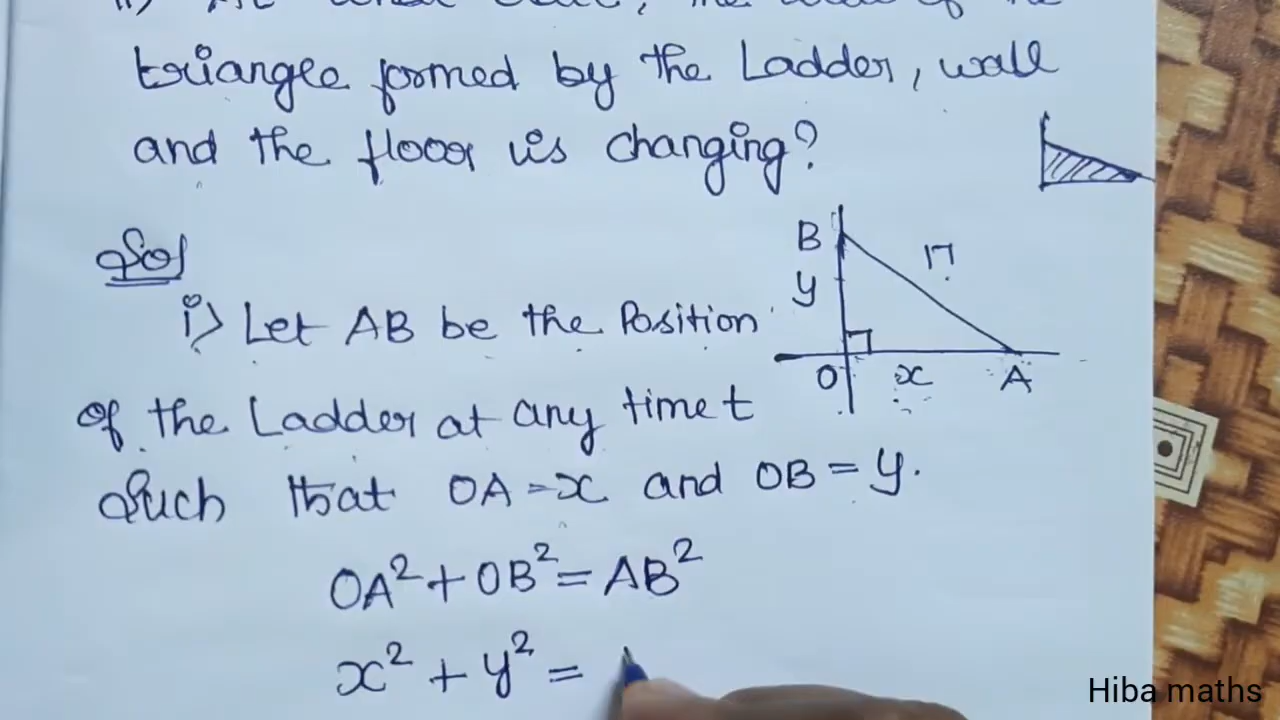 triangle formed by the Ladder, wall
and the floor is changing?
Sol
B
17
y
i) Let AB be the Position
O x A
of the Ladder at any time t
Such that OA = x and OB = y.
OA² + OB² = AB²
x² + y² =
Hiba maths